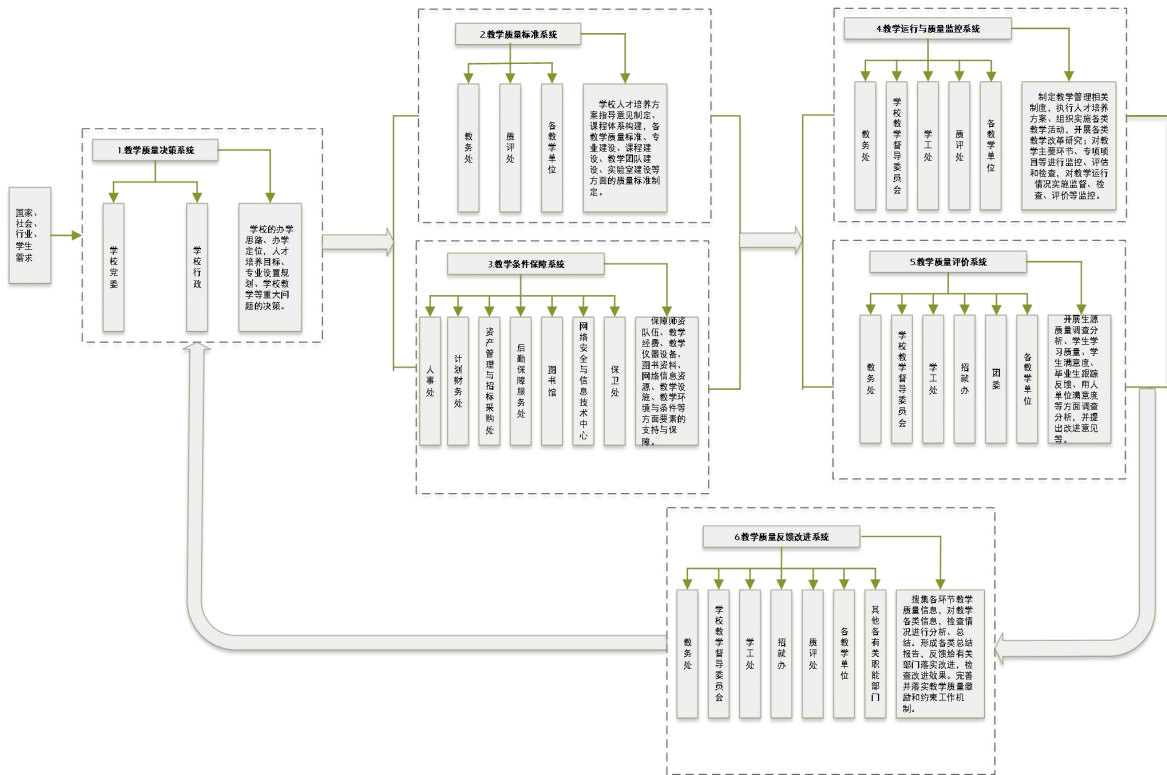 国家、
社会、
行业、
学生
需求
1.教学质量决策系统
学校党委
学校行政
学校的办学
思路、办学
定位，人才
培养目标、
专业设置规
划、学校教
学等重大问
题的决策。
2.教学质量标准系统
教务处
质评处
各教学单位
学校人才培养方
案指导意见制定、
课程体系构建，各
教学质量标准、专
业建设、课程建
设、教学团队建
设、实验室建设等
方面的质量标准制
定。
3.教学条件保障系统
人事处
计划财务处
资产管理与招标采购处
后勤保障服务处
图书馆
网络安全与信息技术中心
保卫处
保障师资
队伍、教学
经费、教学
仪器设备、
图书资料、
网络信息资
源、教学设
施、教学环
境与条件等
方面要素的
支持与保
障。
4.教学运行与质量监控系统
教务处
学校教学督导委员会
学工处
质评处
各教学单位
制定教学管理相关
制度，执行人才培养
方案、组织实施各类
教学活动，开展各类
教学改革研究；对教
学主要环节、专项项
目等进行监控、评估
和检查，对教学运行
情况实施监督、检
查、评价等监控。
5.教学质量评价系统
教务处
学校教学督导委员会
学工处
招就办
团委
各教学单位
开展生源
质量调查分
析、学生学
习质量、学
生满意度、
毕业生跟踪
反馈、用人
单位满意度
等方面调查
分析，并提
出改进意见
等。
6.教学质量反馈改进系统
教务处
学校教学督导委员会
学工处
招就办
质评处
各教学单位
其他各有关职能部门
搜集各环节教学
质量信息，对教学
各类信息，检查情
况进行分析、总
结。形成各类总结
报告，反馈给有关
部门落实改进，检
查改进效果。完善
并落实教学质量激
励和约束工作机
制。